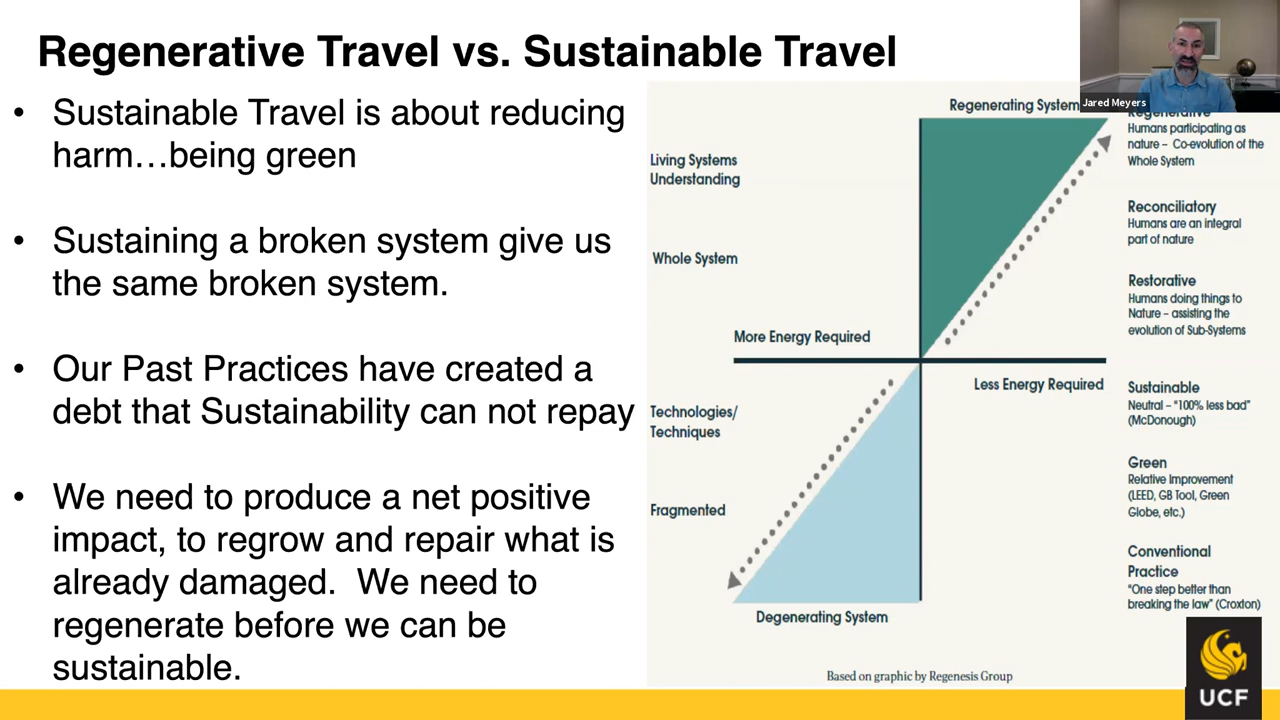 Regenerative Travel vs. Sustainable Travel
• Sustainable Travel is about reducing
harm…being green
• Sustaining a broken system give us
the same broken system.
• Our Past Practices have created a
debt that Sustainability can not repay
• We need to produce a net positive
impact, to regrow and repair what is
already damaged.  We need to
regenerate before we can be
sustainable.
Jared Meyers
Regenerating System
Living Systems
Understanding
Whole System
More Energy Required
Less Energy Required
Technologies/
Techniques
Fragmented
Degenerating System
Regenerative
Humans participating as
nature – Co-evolution of the
Whole System
Reconciliatory
Humans are an integral
part of nature
Restorative
Humans doing things to
Nature – assisting the
evolution of Sub-Systems
Sustainable
Neutral – “100% less bad”
(McDonough)
Green
Relative Improvement
(LEED, GB Tool, Green
Globe, etc.)
Conventional
Practice
“One step better than
breaking the law” (Croxton)
Based on graphic by Regenesis Group
UCF